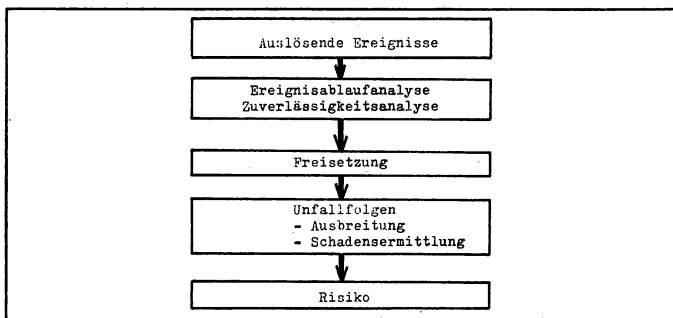 Auslösende Ereignisse
Ereignisablaufanalyse
Zuverlässigkeitsanalyse
Freisetzung
Unfallfolgen
- Ausbreitung
- Schadensermittlung
Risiko